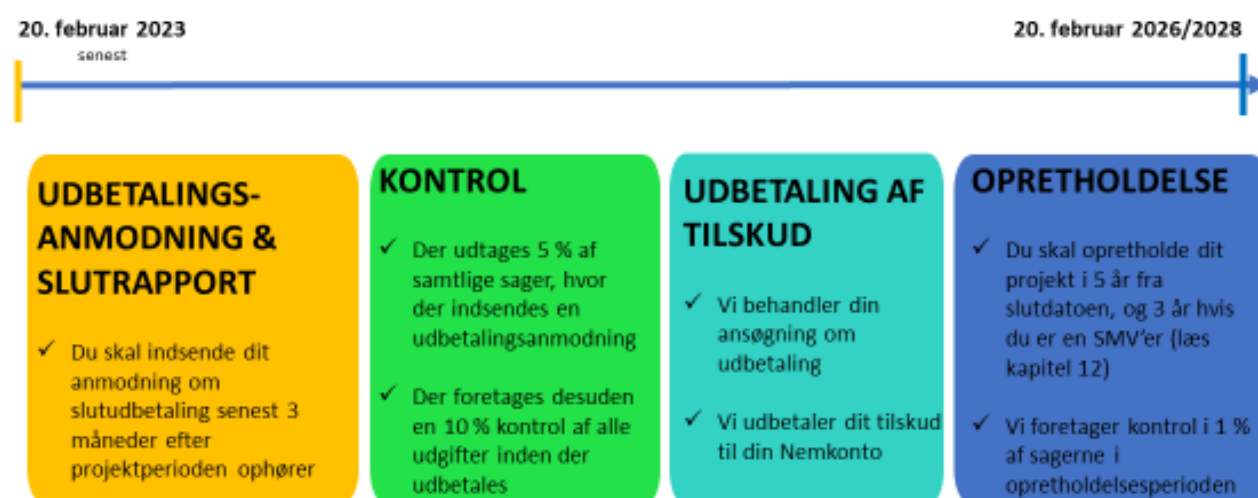 20. februar 2023
senest
20. februar 2026/2028
UDBETALINGS-
ANMODNING &
SLUTRAPPORT
✓ Du skal indsende dit
anmodning om
slutudbetaling senest 3
måneder efter
projektperioden ophører
KONTROL
✓ Der udtages 5 % af
samtlige sager, hvor
der indsendes en
udbetalingsanmodning
✓ Der foretages desuden
en 10 % kontrol af alle
udgifter inden der
udbetales
UDBETALING AF
TILSKUD
✓ Vi behandler din
ansøgning om
udbetaling
✓ Vi udbetaler dit tilskud
til din Nemkonto
OPRETHOLDELSE
✓ Du skal opretholde dit
projekt i 5 år fra
slutdatoen, og 3 år hvis
du er en SMV'er (læs
kapitel 12)
✓ Vi foretager kontrol i 1 %
af sagerne i
opretholdelsesperioden